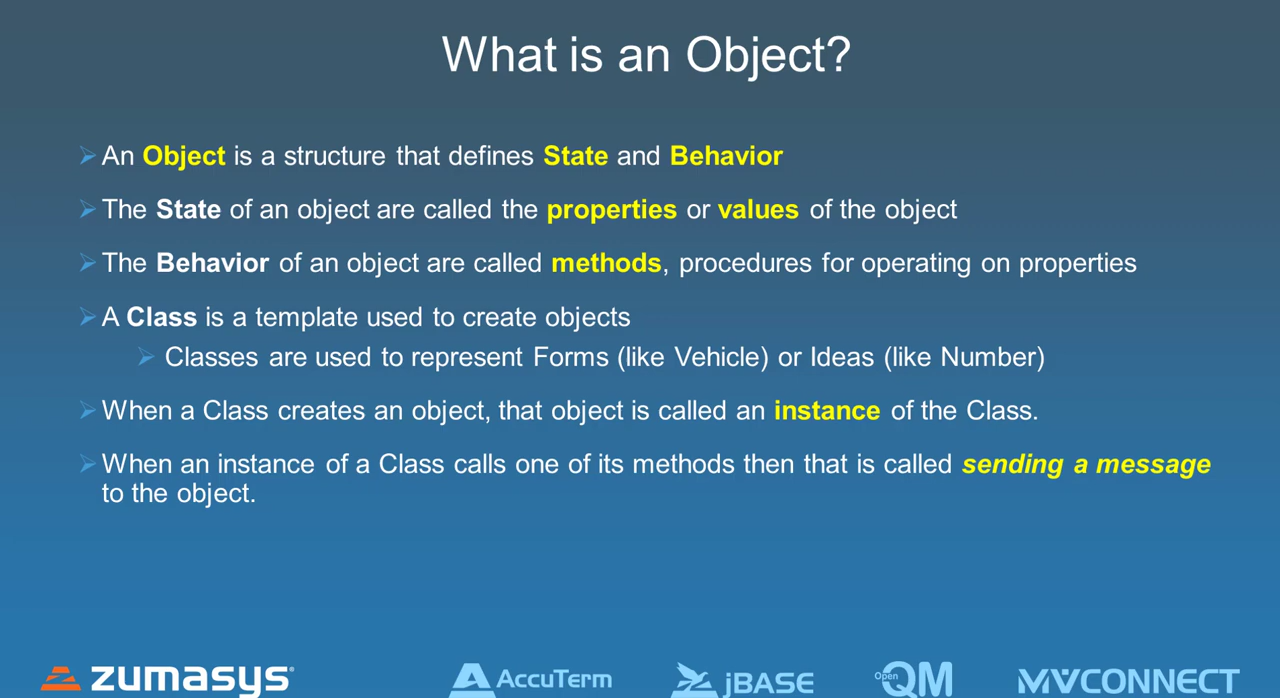 What is an Object?
An Object is a structure that defines State and Behavior
The State of an object are called the properties or values of the object
The Behavior of an object are called methods, procedures for operating on properties
A Class is a template used to create objects
Classes are used to represent Forms (like Vehicle) or Ideas (like Number)
When a Class creates an object, that object is called an instance of the Class.
When an instance of a Class calls one of its methods then that is called sending a message
to the object.
zumasys AccuTerm jBASE Open QM MVCONNECT